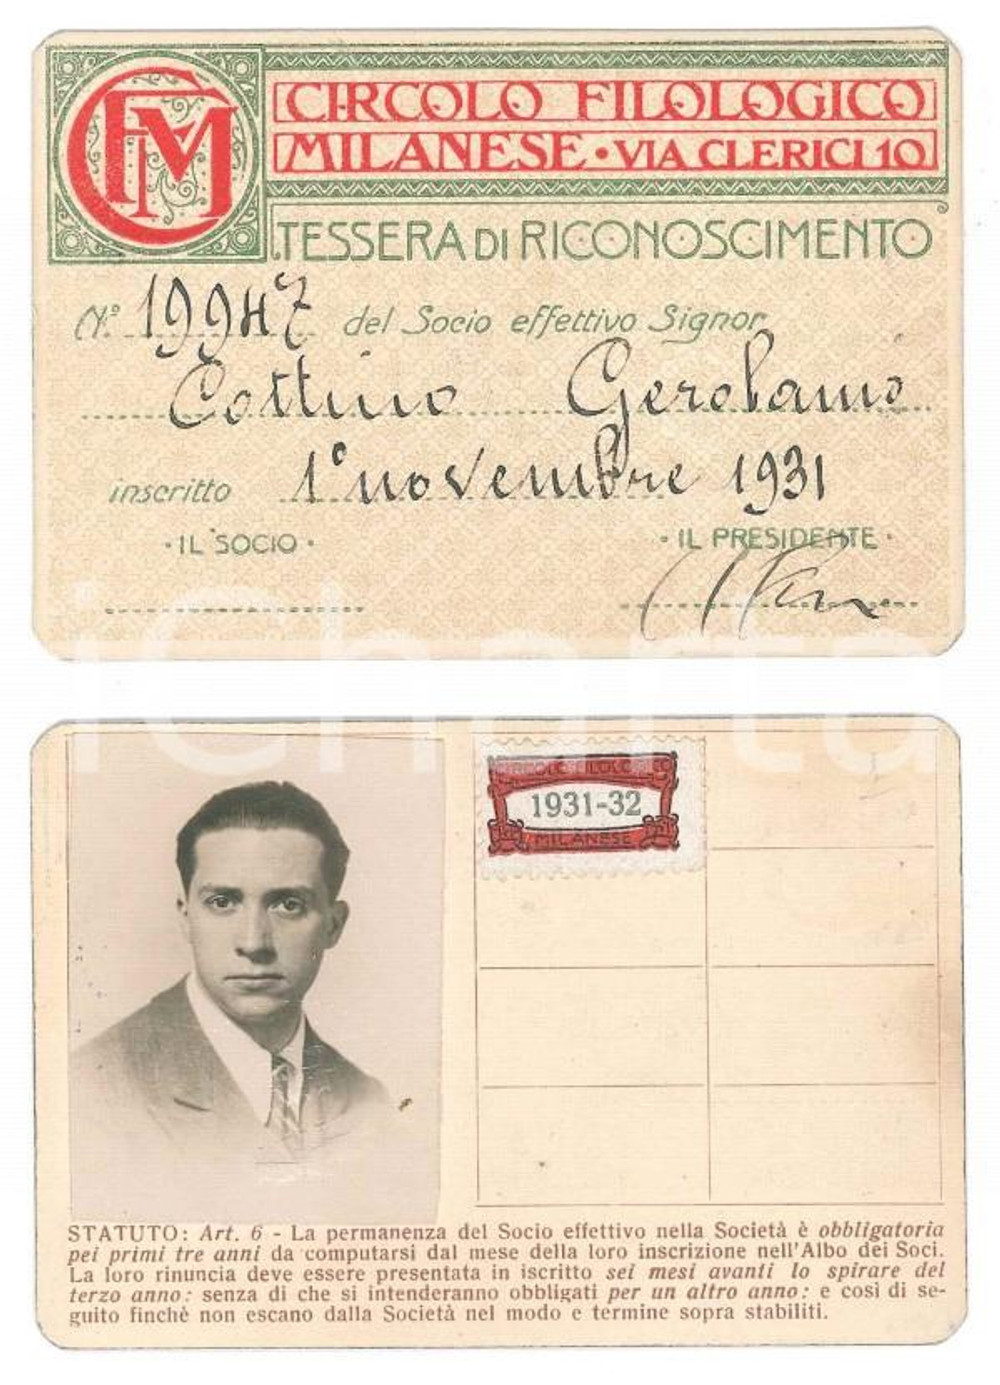 CFM
CIRCOLO FILOLOGICO
MILANESE · VIA CLERICI 10
TESSERA DI RICONOSCIMENTO
N.° 19947 del Socio effettivo Signor
Cottino Gerolamo
inscritto 1° novembre 1931
· IL SOCIO ·
· IL PRESIDENTE ·
iCharta
CIRCOLO FILOLOGICO
1931-32
MILANESE
STATUTO: Art. 6 - La permanenza del Socio effettivo nella Società è obbligatoria
pei primi tre anni da computarsi dal mese della loro inscrizione nell'Albo dei Soci.
La loro rinuncia deve essere presentata in iscritto sei mesi avanti lo spirare del
terzo anno: senza di che si intenderanno obbligati per un altro anno: e così di se-
guito finchè non escano dalla Società nel modo e termine sopra stabiliti.